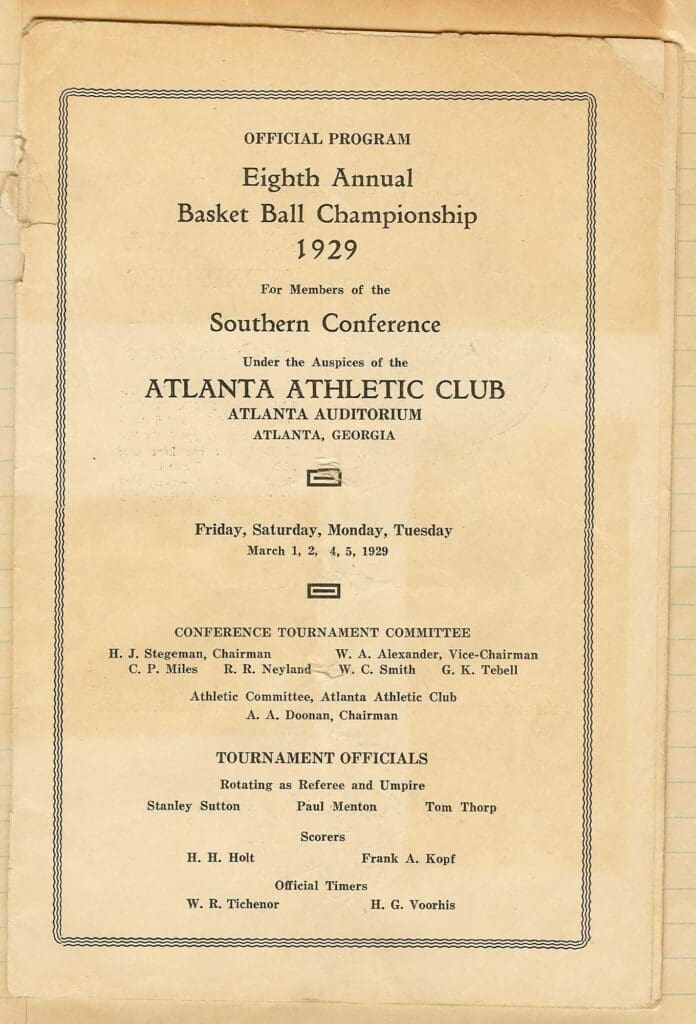 OFFICIAL PROGRAM
Eighth Annual
Basket Ball Championship
1929
For Members of the
Southern Conference
Under the Auspices of the
ATLANTA ATHLETIC CLUB
ATLANTA AUDITORIUM
ATLANTA, GEORGIA
Friday, Saturday, Monday, Tuesday
March 1, 2, 4, 5, 1929
CONFERENCE TOURNAMENT COMMITTEE
H. J. Stegeman, Chairman W. A. Alexander, Vice-Chairman
C. P. Miles R. R. Neyland W. C. Smith G. K. Tebell
Athletic Committee, Atlanta Athletic Club
A. A. Doonan, Chairman
TOURNAMENT OFFICIALS
Rotating as Referee and Umpire
Stanley Sutton Paul Menton Tom Thorp
Scorers
H. H. Holt Frank A. Kopf
Official Timers
W. R. Tichenor H. G. Voorhis